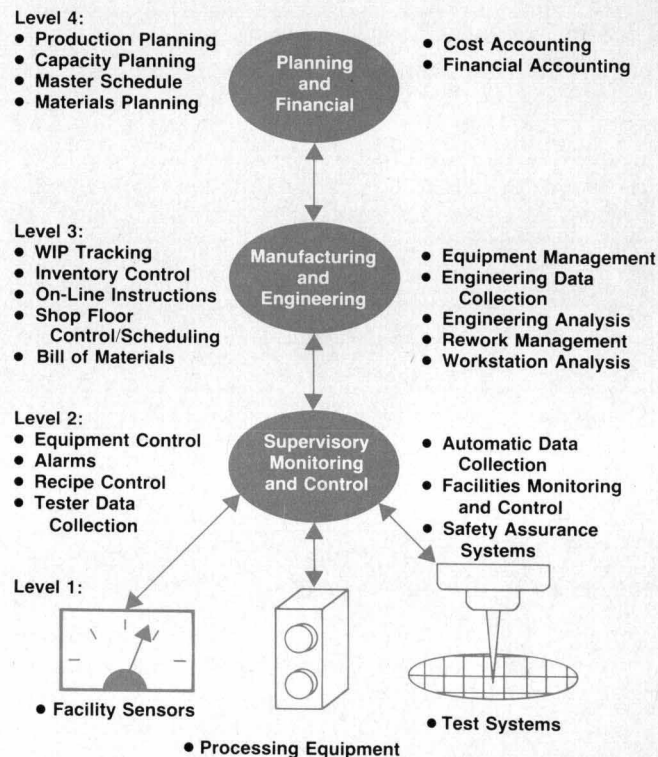 Level 4:
• Production Planning
• Capacity Planning
• Master Schedule
• Materials Planning
Planning
and
Financial
• Cost Accounting
• Financial Accounting
Level 3:
• WIP Tracking
• Inventory Control
• On-Line Instructions
• Shop Floor
Control/Scheduling
• Bill of Materials
Manufacturing
and
Engineering
• Equipment Management
• Engineering Data
Collection
• Engineering Analysis
• Rework Management
• Workstation Analysis
Level 2:
• Equipment Control
• Alarms
• Recipe Control
• Tester Data
Collection
Supervisory
Monitoring
and Control
• Automatic Data
Collection
• Facilities Monitoring
and Control
• Safety Assurance
Systems
Level 1:
• Facility Sensors
• Processing Equipment
• Test Systems